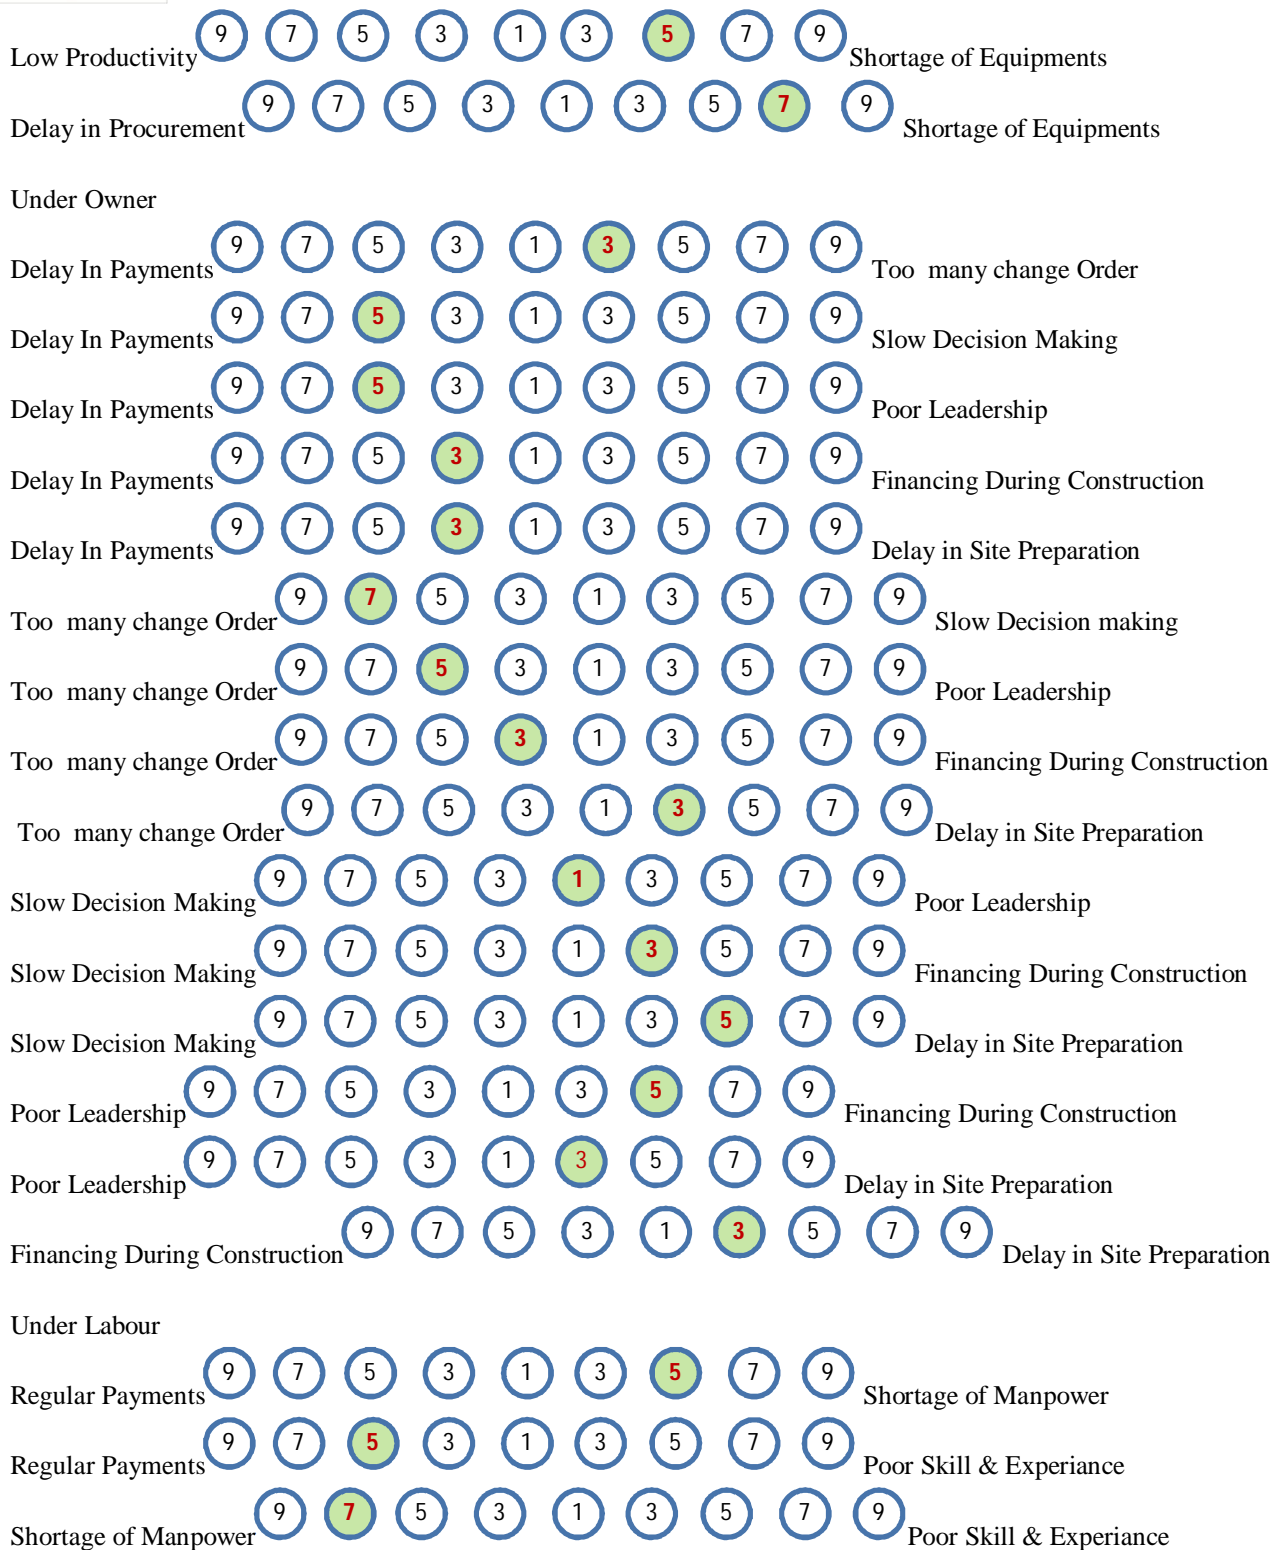 Low Productivity 9 7 5 3 1 3 5 7 9 Shortage of Equipments
Delay in Procurement 9 7 5 3 1 3 5 7 9 Shortage of Equipments
Under Owner
Delay In Payments 9 7 5 3 1 3 5 7 9 Too many change Order
Delay In Payments 9 7 5 3 1 3 5 7 9 Slow Decision Making
Delay In Payments 9 7 5 3 1 3 5 7 9 Poor Leadership
Delay In Payments 9 7 5 3 1 3 5 7 9 Financing During Construction
Delay In Payments 9 7 5 3 1 3 5 7 9 Delay in Site Preparation
Too many change Order 9 7 5 3 1 3 5 7 9 Slow Decision making
Too many change Order 9 7 5 3 1 3 5 7 9 Poor Leadership
Too many change Order 9 7 5 3 1 3 5 7 9 Financing During Construction
Too many change Order 9 7 5 3 1 3 5 7 9 Delay in Site Preparation
Slow Decision Making 9 7 5 3 1 3 5 7 9 Poor Leadership
Slow Decision Making 9 7 5 3 1 3 5 7 9 Financing During Construction
Slow Decision Making 9 7 5 3 1 3 5 7 9 Delay in Site Preparation
Poor Leadership 9 7 5 3 1 3 5 7 9 Financing During Construction
Poor Leadership 9 7 5 3 1 3 5 7 9 Delay in Site Preparation
Financing During Construction 9 7 5 3 1 3 5 7 9 Delay in Site Preparation
Under Labour
Regular Payments 9 7 5 3 1 3 5 7 9 Shortage of Manpower
Regular Payments 9 7 5 3 1 3 5 7 9 Poor Skill & Experiance
Shortage of Manpower 9 7 5 3 1 3 5 7 9 Poor Skill & Experiance